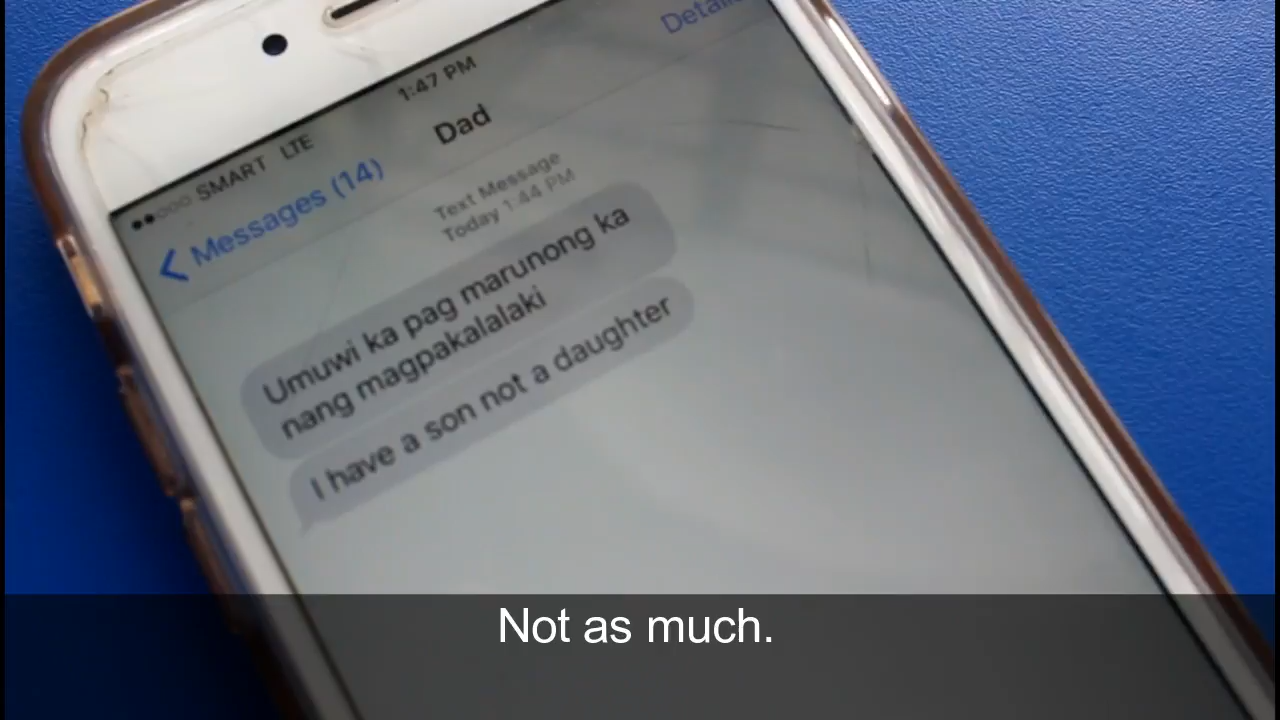 SMART LTE
1:47 PM
Details
Messages (14)
Dad
Text Message
Today 1:44 PM
Umuwi ka pag marunong ka
nang magpakalalaki
I have a son not a daughter
Not as much.